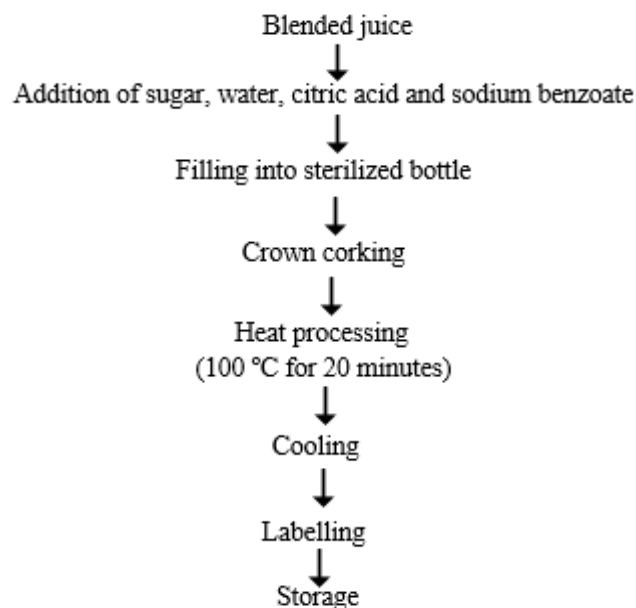 Blended juice
Addition of sugar, water, citric acid and sodium benzoate
Filling into sterilized bottle
Crown corking
Heat processing
(100 °C for 20 minutes)
Cooling
Labelling
Storage